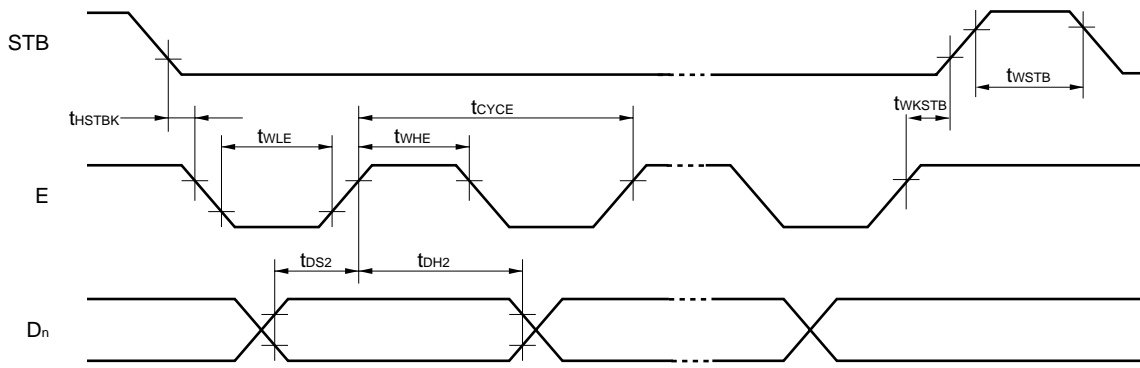 STB
tWSTB
tHSTBK
tCYCE
tWKSTB
tWLE
tWHE
E
tDS2
tDH2
Dn